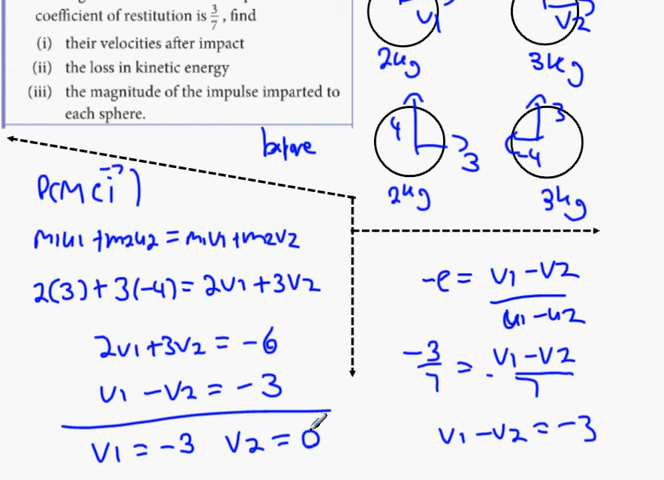 coefficient of restitution is 3/7, find
(i) their velocities after impact
(ii) the loss in kinetic energy
(iii) the magnitude of the impulse imparted to
each sphere.
V1
V2
2kg
3kg
before
4
3
3
-4
2kg
3kg
PCM (i→)
m1u1 + m2u2 = m1v1 + m2v2
2(3) + 3(-4) = 2v1 + 3v2
2v1 + 3v2 = -6
v1 - v2 = -3
v1 = -3 v2 = 0
-e = v1 - v2 / u1 - u2
-3/7 = v1 - v2 / 7
v1 - v2 = -3